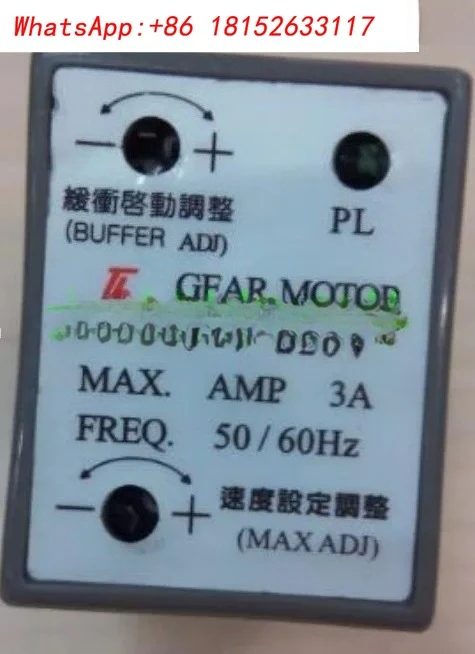 WhatsApp:+86 18152633117
− +
緩衝啓動調整
(BUFFER ADJ)
PL
GEAR MOTOR
MAX. AMP 3A
FREQ. 50/60Hz
− +
速度設定調整
(MAX ADJ)